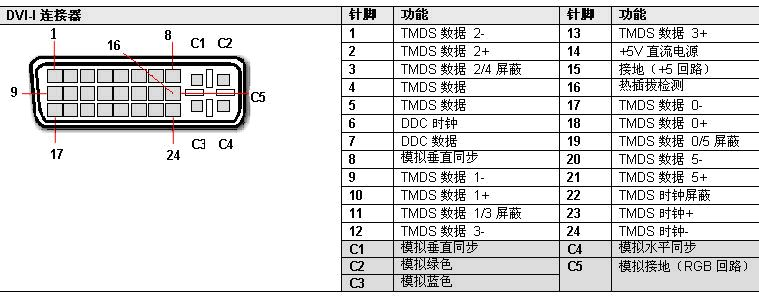 DVI-I 连接器
针脚 功能 针脚 功能
1 8 C1 C2
16
9 C5
17 24 C3 C4
1 TMDS 数据 2- 13 TMDS 数据 3+
2 TMDS 数据 2+ 14 +5V 直流电源
3 TMDS 数据 2/4 屏蔽 15 接地（+5 回路）
4 TMDS 数据 16 热插拔检测
5 TMDS 数据 17 TMDS 数据 0-
6 DDC 时钟 18 TMDS 数据 0+
7 DDC 数据 19 TMDS 数据 0/5 屏蔽
8 模拟垂直同步 20 TMDS 数据 5-
9 TMDS 数据 1- 21 TMDS 数据 5+
10 TMDS 数据 1+ 22 TMDS 时钟屏蔽
11 TMDS 数据 1/3 屏蔽 23 TMDS 时钟+
12 TMDS 数据 3- 24 TMDS 时钟-
C1 模拟垂直同步 C4 模拟水平同步
C2 模拟绿色 C5 模拟接地（RGB 回路）
C3 模拟蓝色